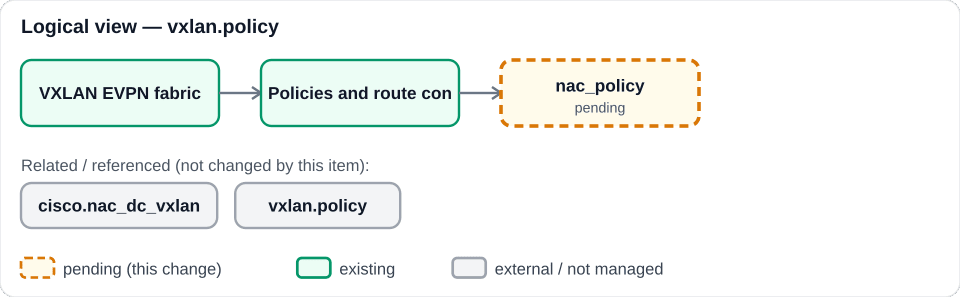 Logical view — vxlan.policy
VXLAN EVPN fabric
Policies and route con
nac_policy
pending
Related / referenced (not changed by this item):
cisco.nac_dc_vxlan
vxlan.policy
pending (this change)
existing
external / not managed